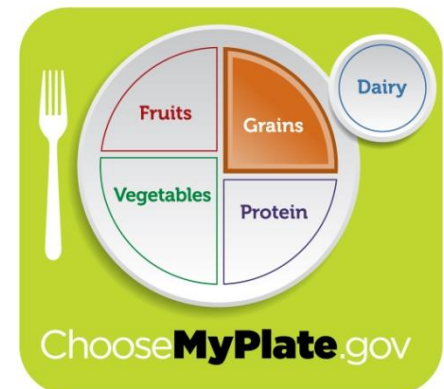 Fruits
Grains
Dairy
Vegetables
Protein
ChooseMyPlate.gov